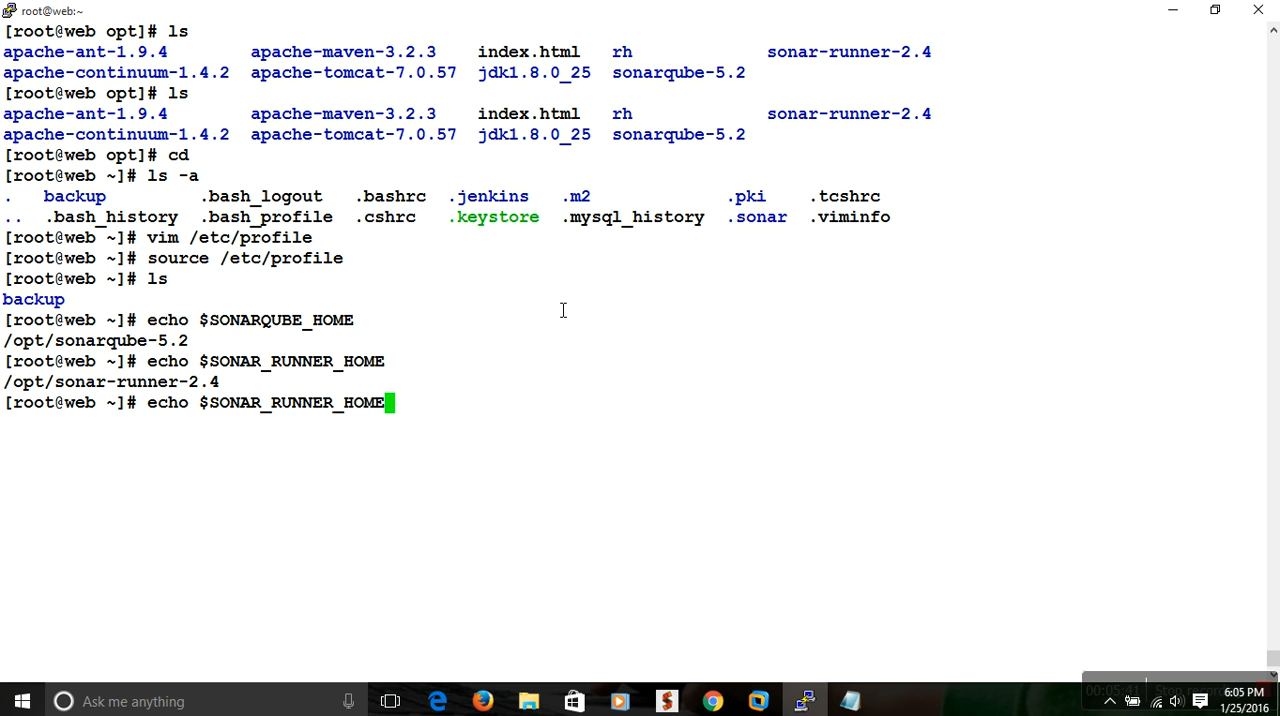 root@web:~
[root@web opt]# ls
apache-ant-1.9.4        apache-maven-3.2.3    index.html   rh              sonar-runner-2.4
apache-continuum-1.4.2  apache-tomcat-7.0.57  jdk1.8.0_25  sonarqube-5.2
[root@web opt]# ls
apache-ant-1.9.4        apache-maven-3.2.3    index.html   rh              sonar-runner-2.4
apache-continuum-1.4.2  apache-tomcat-7.0.57  jdk1.8.0_25  sonarqube-5.2
[root@web opt]# cd
[root@web ~]# ls -a
.   backup         .bash_logout   .bashrc  .jenkins   .m2             .pki    .tcshrc
..  .bash_history  .bash_profile  .cshrc   .keystore  .mysql_history  .sonar  .viminfo
[root@web ~]# vim /etc/profile
[root@web ~]# source /etc/profile
[root@web ~]# ls
backup
[root@web ~]# echo $SONARQUBE_HOME
/opt/sonarqube-5.2
[root@web ~]# echo $SONAR_RUNNER_HOME
/opt/sonar-runner-2.4
[root@web ~]# echo $SONAR_RUNNER_HOME
00:05:41 Stop
Ask me anything
6:05 PM
1/25/2016